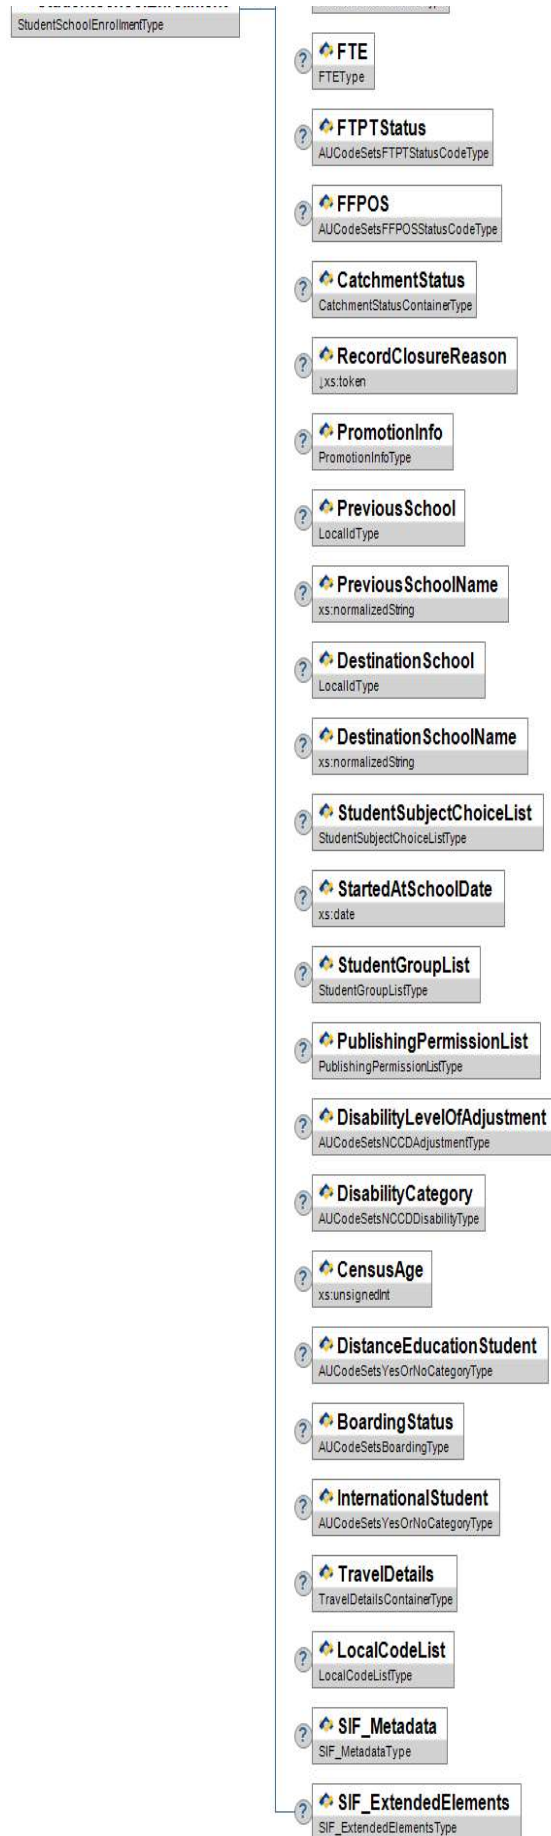 StudentSchoolEnrollmentType
?
FTE
FTEType
?
FTPTStatus
AUCodeSetsFTPTStatusCodeType
?
FFPOS
AUCodeSetsFFPOSStatusCodeType
?
CatchmentStatus
CatchmentStatusContainerType
?
RecordClosureReason
↓xs:token
?
PromotionInfo
PromotionInfoType
?
PreviousSchool
LocalIdType
?
PreviousSchoolName
xs:normalizedString
?
DestinationSchool
LocalIdType
?
DestinationSchoolName
xs:normalizedString
?
StudentSubjectChoiceList
StudentSubjectChoiceListType
?
StartedAtSchoolDate
xs:date
?
StudentGroupList
StudentGroupListType
?
PublishingPermissionList
PublishingPermissionListType
?
DisabilityLevelOfAdjustment
AUCodeSetsNCCDAdjustmentType
?
DisabilityCategory
AUCodeSetsNCCDDisabilityType
?
CensusAge
xs:unsignedInt
?
DistanceEducationStudent
AUCodeSetsYesOrNoCategoryType
?
BoardingStatus
AUCodeSetsBoardingType
?
InternationalStudent
AUCodeSetsYesOrNoCategoryType
?
TravelDetails
TravelDetailsContainerType
?
LocalCodeList
LocalCodeListType
?
SIF_Metadata
SIF_MetadataType
?
SIF_ExtendedElements
SIF_ExtendedElementsType